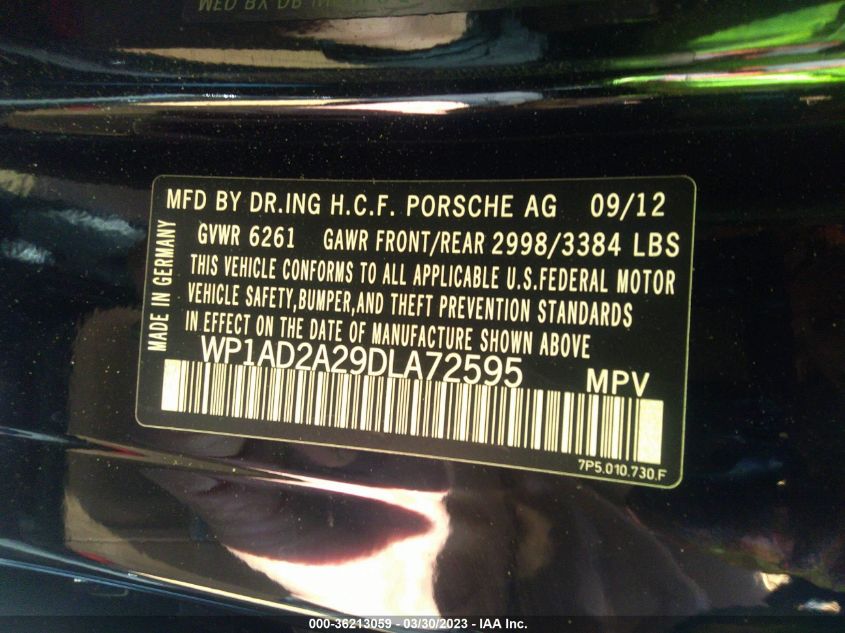 MFD BY DR.ING H.C.F. PORSCHE AG 09/12
GVWR 6261 GAWR FRONT/REAR 2998/3384 LBS
THIS VEHICLE CONFORMS TO ALL APPLICABLE U.S.FEDERAL MOTOR
VEHICLE SAFETY,BUMPER,AND THEFT PREVENTION STANDARDS
IN EFFECT ON THE DATE OF MANUFACTURE SHOWN ABOVE
MADE IN GERMANY
WP1AD2A29DLA72595 MPV
7P5.010.730.F
000-36213059 - 03/30/2023 - IAA Inc.